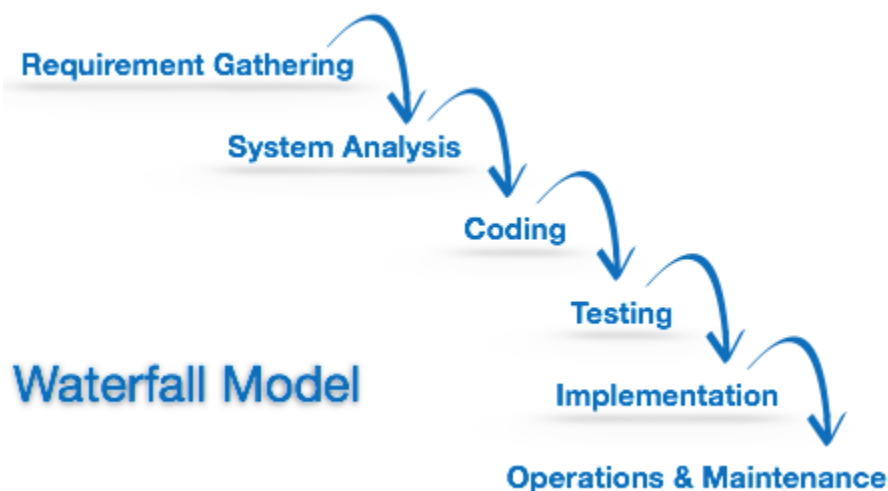 Requirement Gathering
System Analysis
Coding
Testing
Waterfall Model
Implementation
Operations & Maintenance